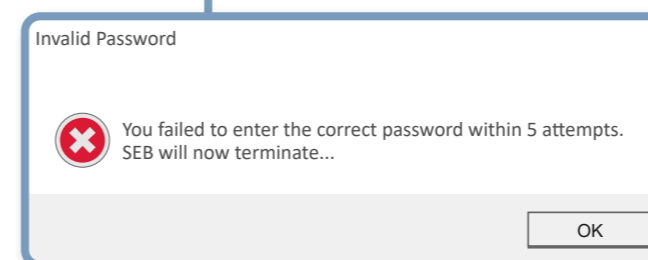 Invalid Password
You failed to enter the correct password within 5 attempts.
SEB will now terminate...
OK